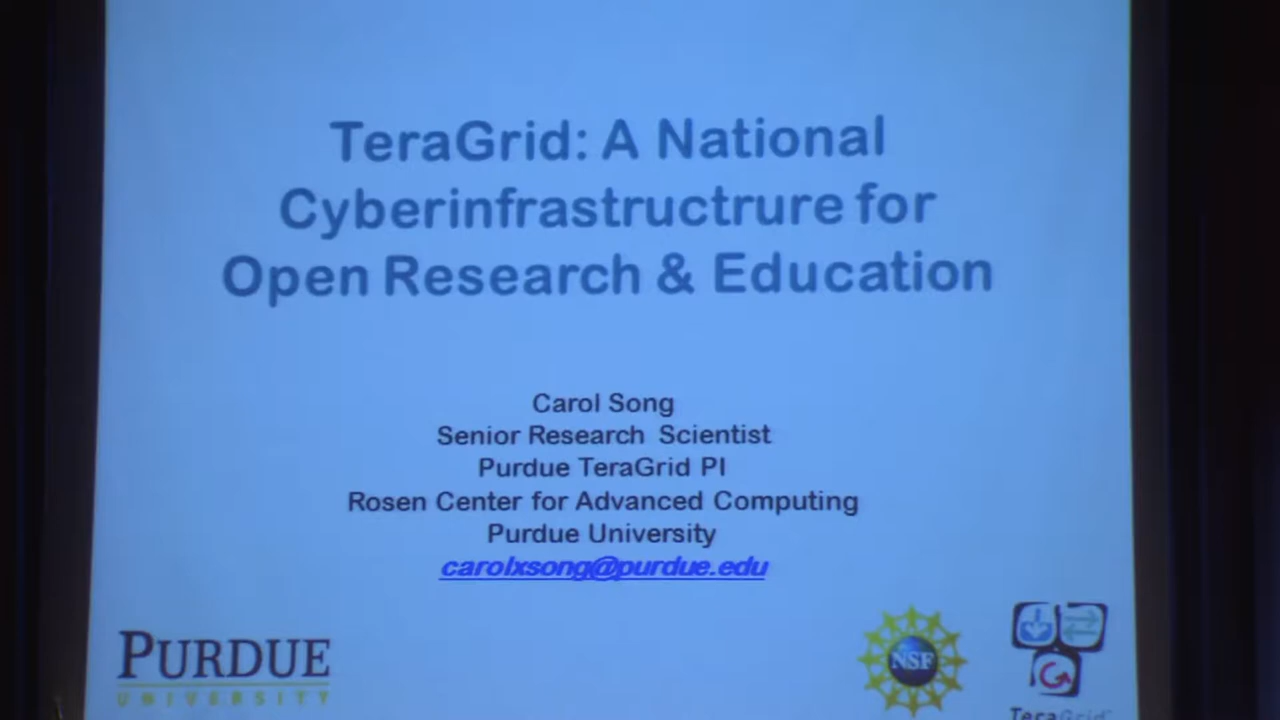 TeraGrid: A National
Cyberinfrastructrure for
Open Research & Education
Carol Song
Senior Research Scientist
Purdue TeraGrid PI
Rosen Center for Advanced Computing
Purdue University
carolxsong@purdue.edu
PURDUE
UNIVERSITY
NSF
TeraGrid